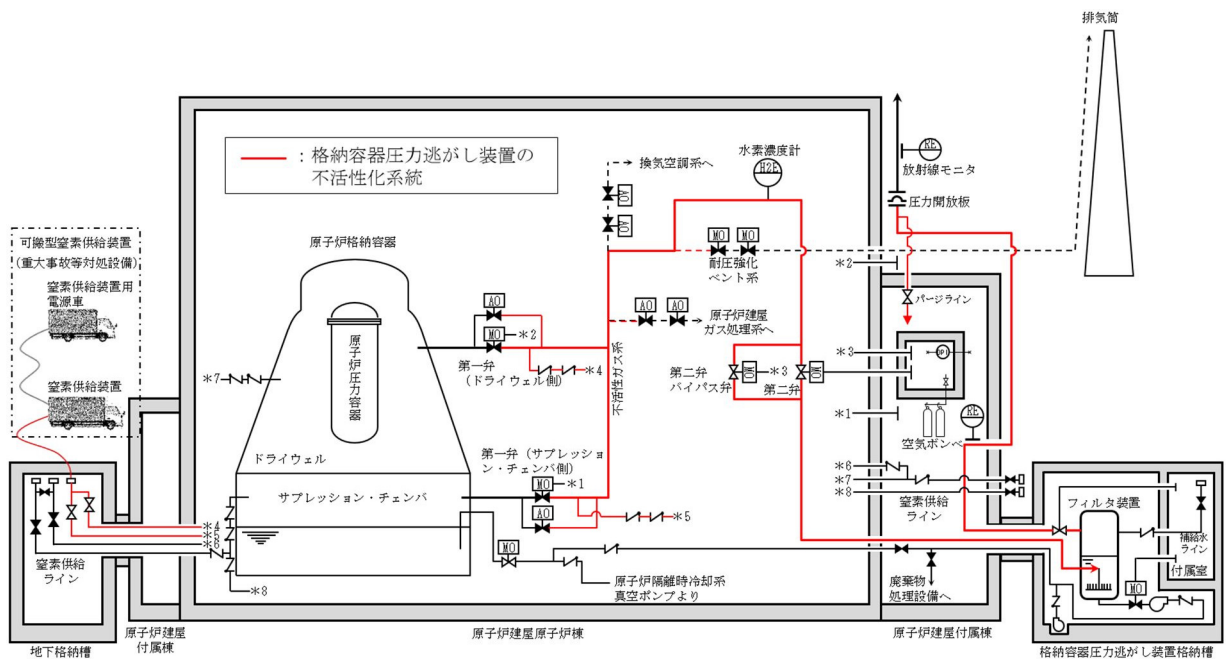 排気筒
：格納容器圧力逃がし装置の
不活性化系統
換気空調系へ
水素濃度計
H2E
RE
放射線モニタ
圧力開放板
AO
AO
可搬型窒素供給装置
(重大事故等対処設備)
窒素供給装置用
電源車
窒素供給装置
原子炉格納容器
原子炉圧力容器
MO
MO
耐圧強化
ベント系
*2
パージライン
AO
MO
*2
AO
AO
原子炉建屋
ガス処理系へ
第一弁
(ドライウェル側)
*4
不活性ガス系
第二弁
バイパス弁
MO
*3
第二弁
MO
*3
DPI
*7
*1
空気ボンベ
RE
ドライウェル
第一弁（サプレッショ
ン・チェンバ側）
MO
*1
サプレッション・チェンバ
AO
*5
*6
*7
*8
窒素供給
ライン
フィルタ装置
補給水
ライン
付属室
MO
*4
*5
*6
窒素供給
ライン
*8
MO
原子炉隔離時冷却系
真空ポンプより
廃棄物
処理設備へ
地下格納槽
原子炉建屋
付属棟
原子炉建屋原子炉棟
原子炉建屋付属棟
格納容器圧力逃がし装置格納槽